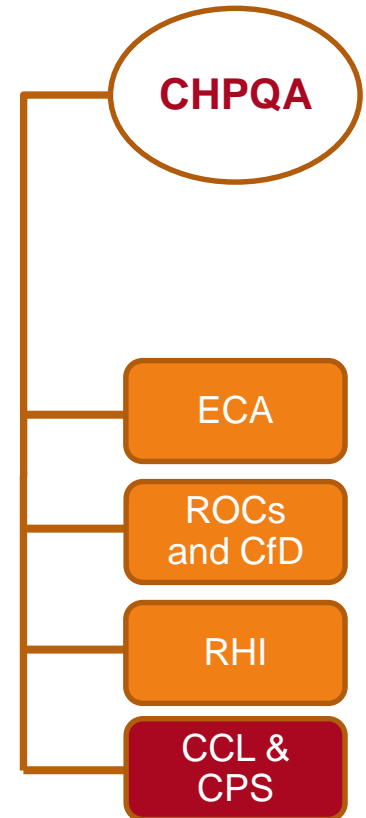 CHPQA
ECA
ROCs
and CfD
RHI
CCL &
CPS